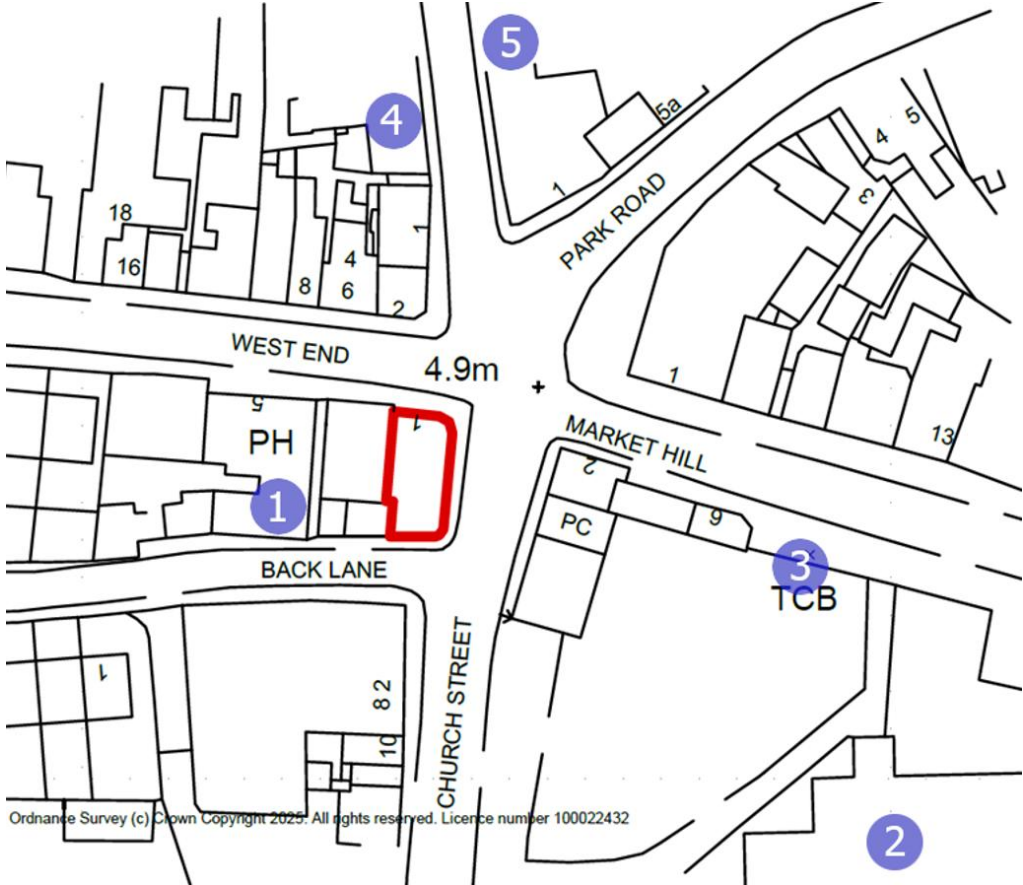 5
4
5a
4
5
1
3
18
1
4
16
8
6
2
PARK ROAD
WEST END
4.9m
1
5
1
MARKET HILL
PH
13
2
1
PC
9
3
BACK LANE
TCB
1
8 2
CHURCH STREET
10
Ordnance Survey (c) Crown Copyright 2025. All rights reserved. Licence number 100022432
2